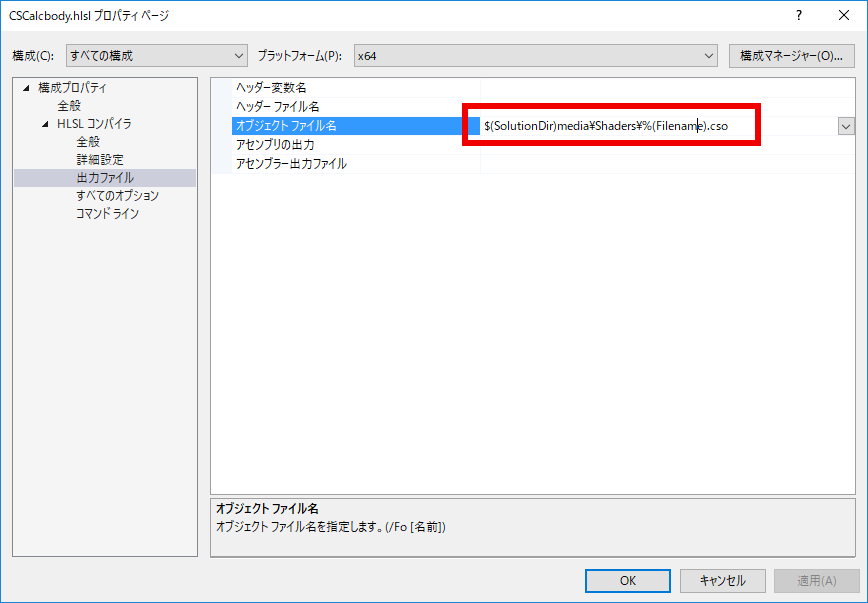 CSCalcbody.hlsl プロパティ ページ
?
構成(C): すべての構成 プラットフォーム(P): x64 構成マネージャー(O)...
構成プロパティ
全般
HLSL コンパイラ
全般
詳細設定
出力ファイル
すべてのオプション
コマンド ライン
ヘッダー変数名
ヘッダー ファイル名
オブジェクト ファイル名 $(SolutionDir)media¥Shaders¥%(Filename).cso
アセンブリの出力
アセンブラー出力ファイル
オブジェクト ファイル名
オブジェクト ファイル名を指定します。(/Fo [名前])
OK キャンセル 適用(A)